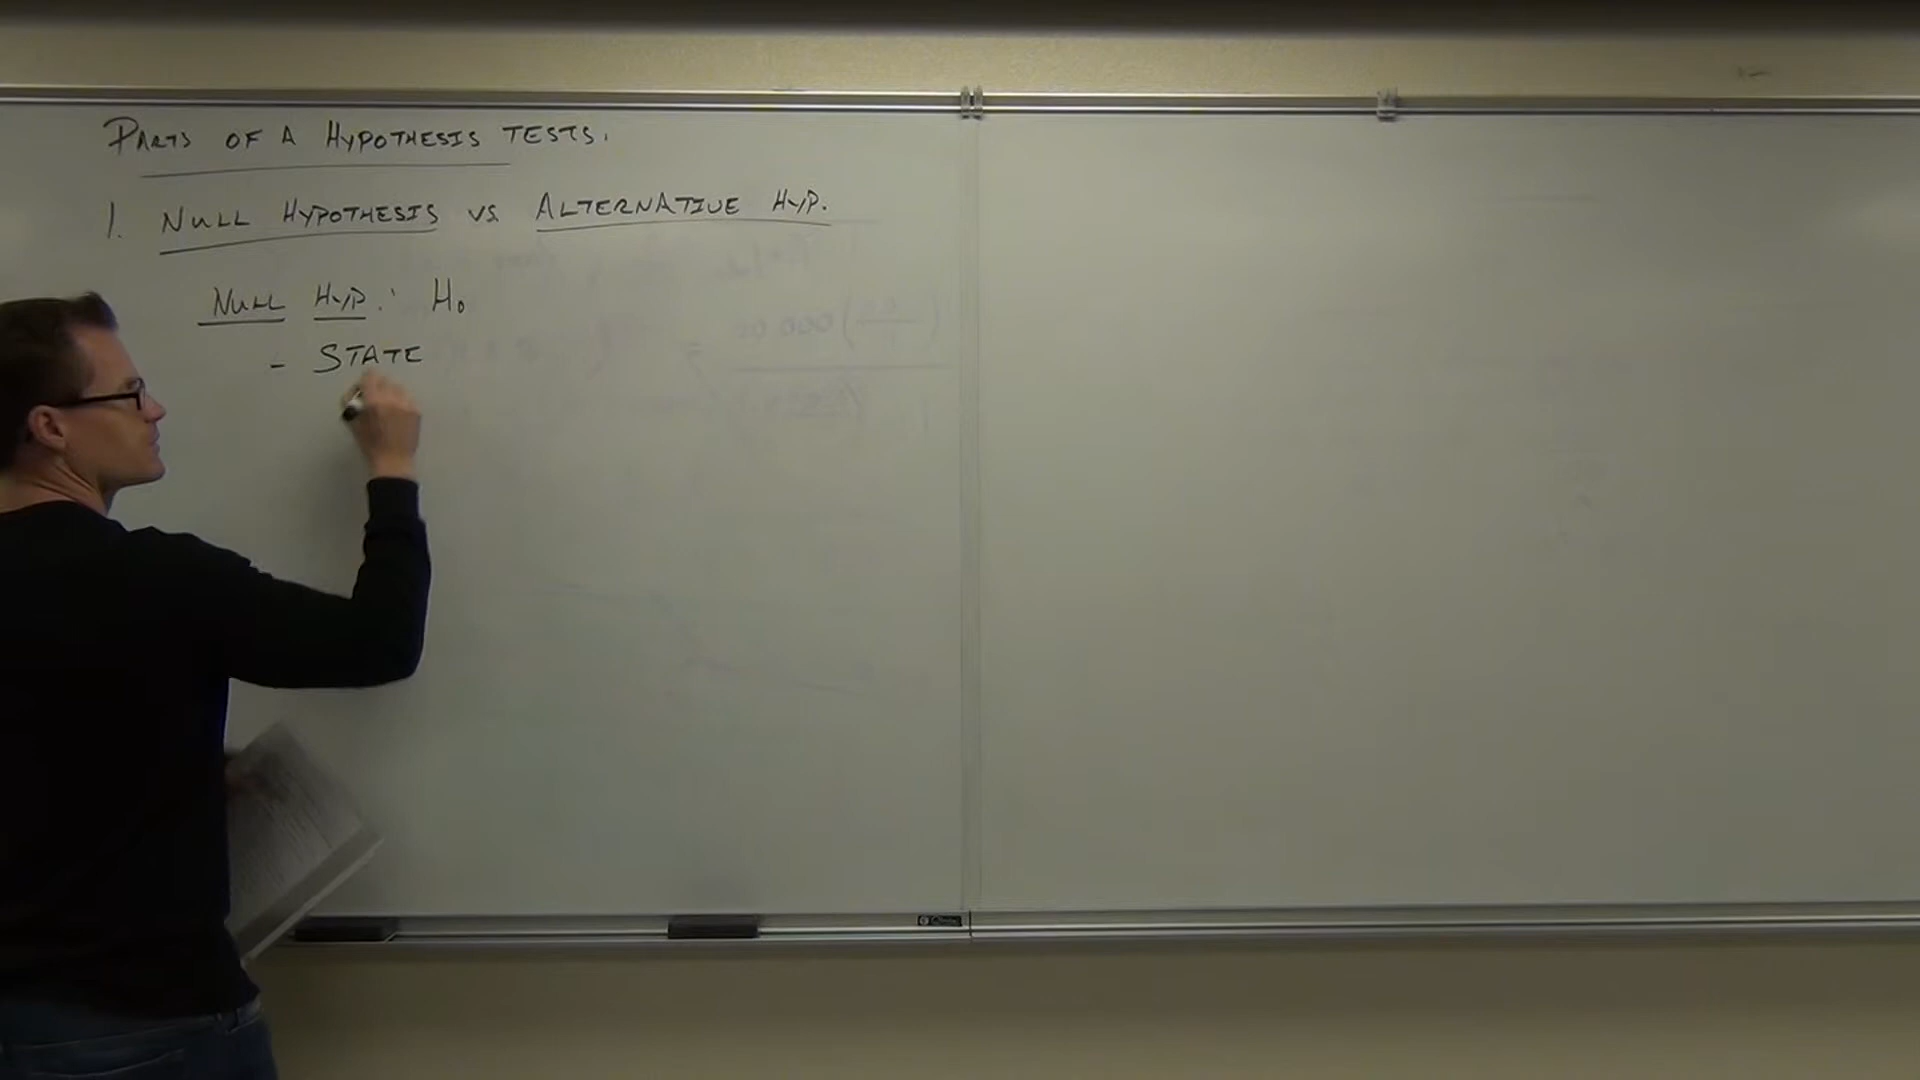 PARTS OF A HYPOTHESIS TESTS.
1. NULL HYPOTHESIS VS. ALTERNATIVE HYP.
NULL HYP: H₀
- STATE